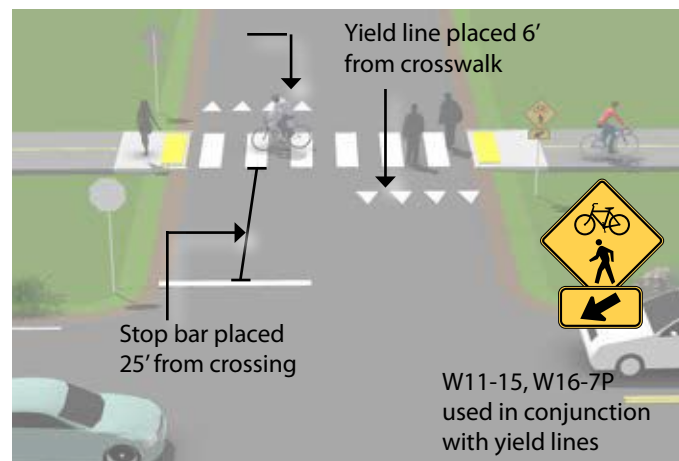 Yield line placed 6’
from crosswalk
Stop bar placed
25’ from crossing
W11-15, W16-7P
used in conjunction
with yield lines